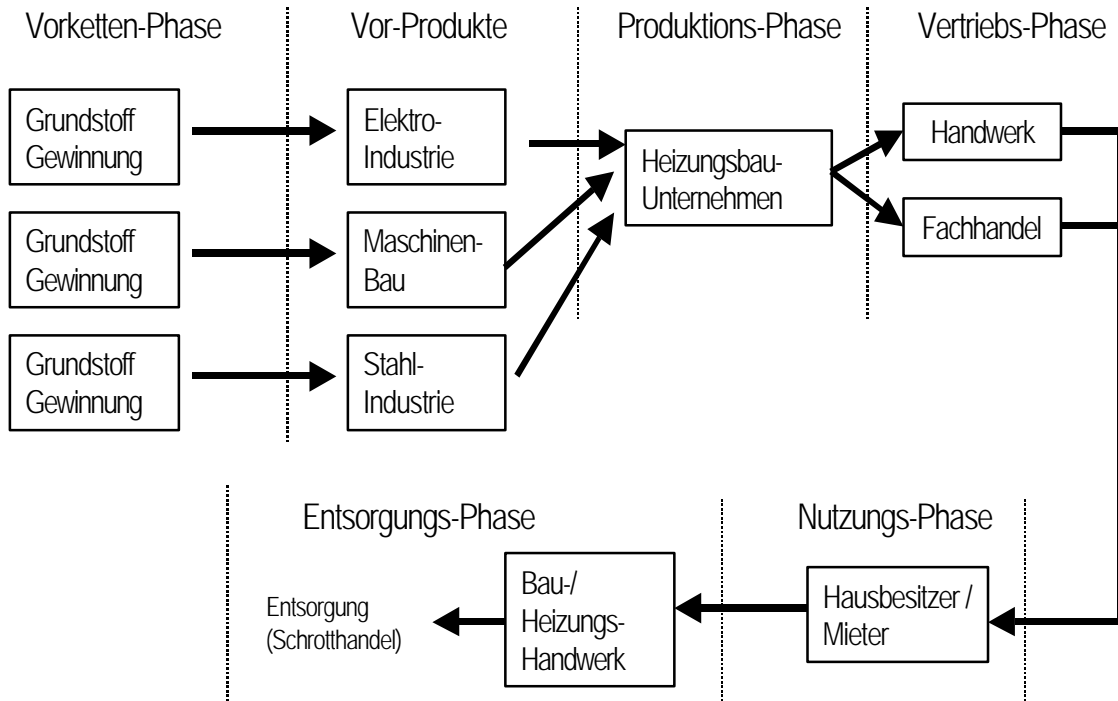 Vorketten-Phase
Vor-Produkte
Produktions-Phase
Vertriebs-Phase
Grundstoff
Gewinnung
Elektro-
Industrie
Heizungsbau-
Unternehmen
Handwerk
Fachhandel
Grundstoff
Gewinnung
Maschinen-
Bau
Grundstoff
Gewinnung
Stahl-
Industrie
Entsorgungs-Phase
Nutzungs-Phase
Entsorgung
(Schrotthandel)
Bau-/
Heizungs-
Handwerk
Hausbesitzer /
Mieter